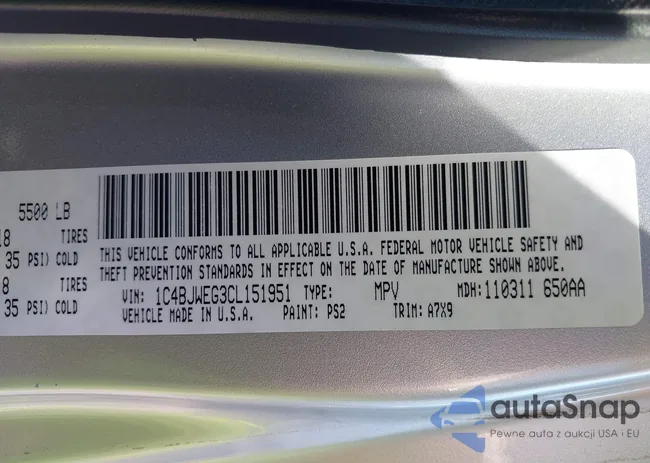 5500 LB
18 TIRES
35 PSI) COLD
8 TIRES
35 PSI) COLD
THIS VEHICLE CONFORMS TO ALL APPLICABLE U.S.A. FEDERAL MOTOR VEHICLE SAFETY AND
THEFT PREVENTION STANDARDS IN EFFECT ON THE DATE OF MANUFACTURE SHOWN ABOVE.
VIN: 1C4BJWEG3CL151951 TYPE: MPV MDH: 110311 650AA
VEHICLE MADE IN U.S.A. PAINT: PS2 TRIM: A7X9
autaSnap
Pewne auta z aukcji USA i EU